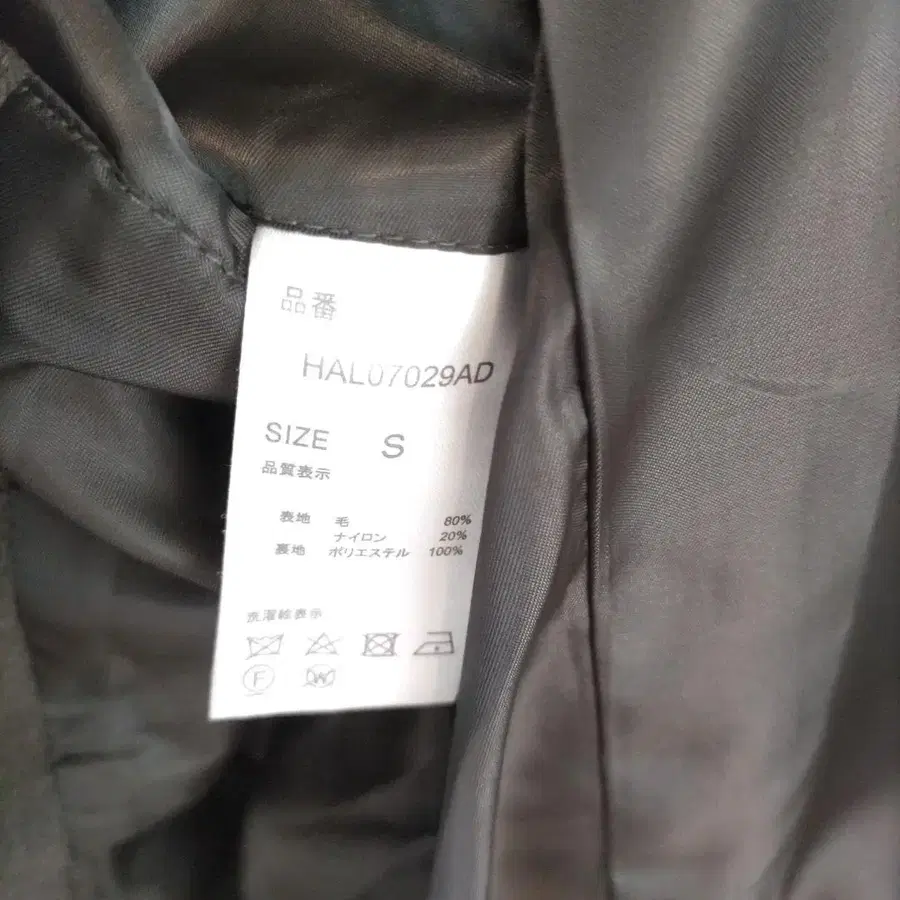 品番
HAL07029AD
SIZE S
品質表示
表地 毛 80%
ナイロン 20%
裏地 ポリエステル 100%
洗濯絵表示
F
W